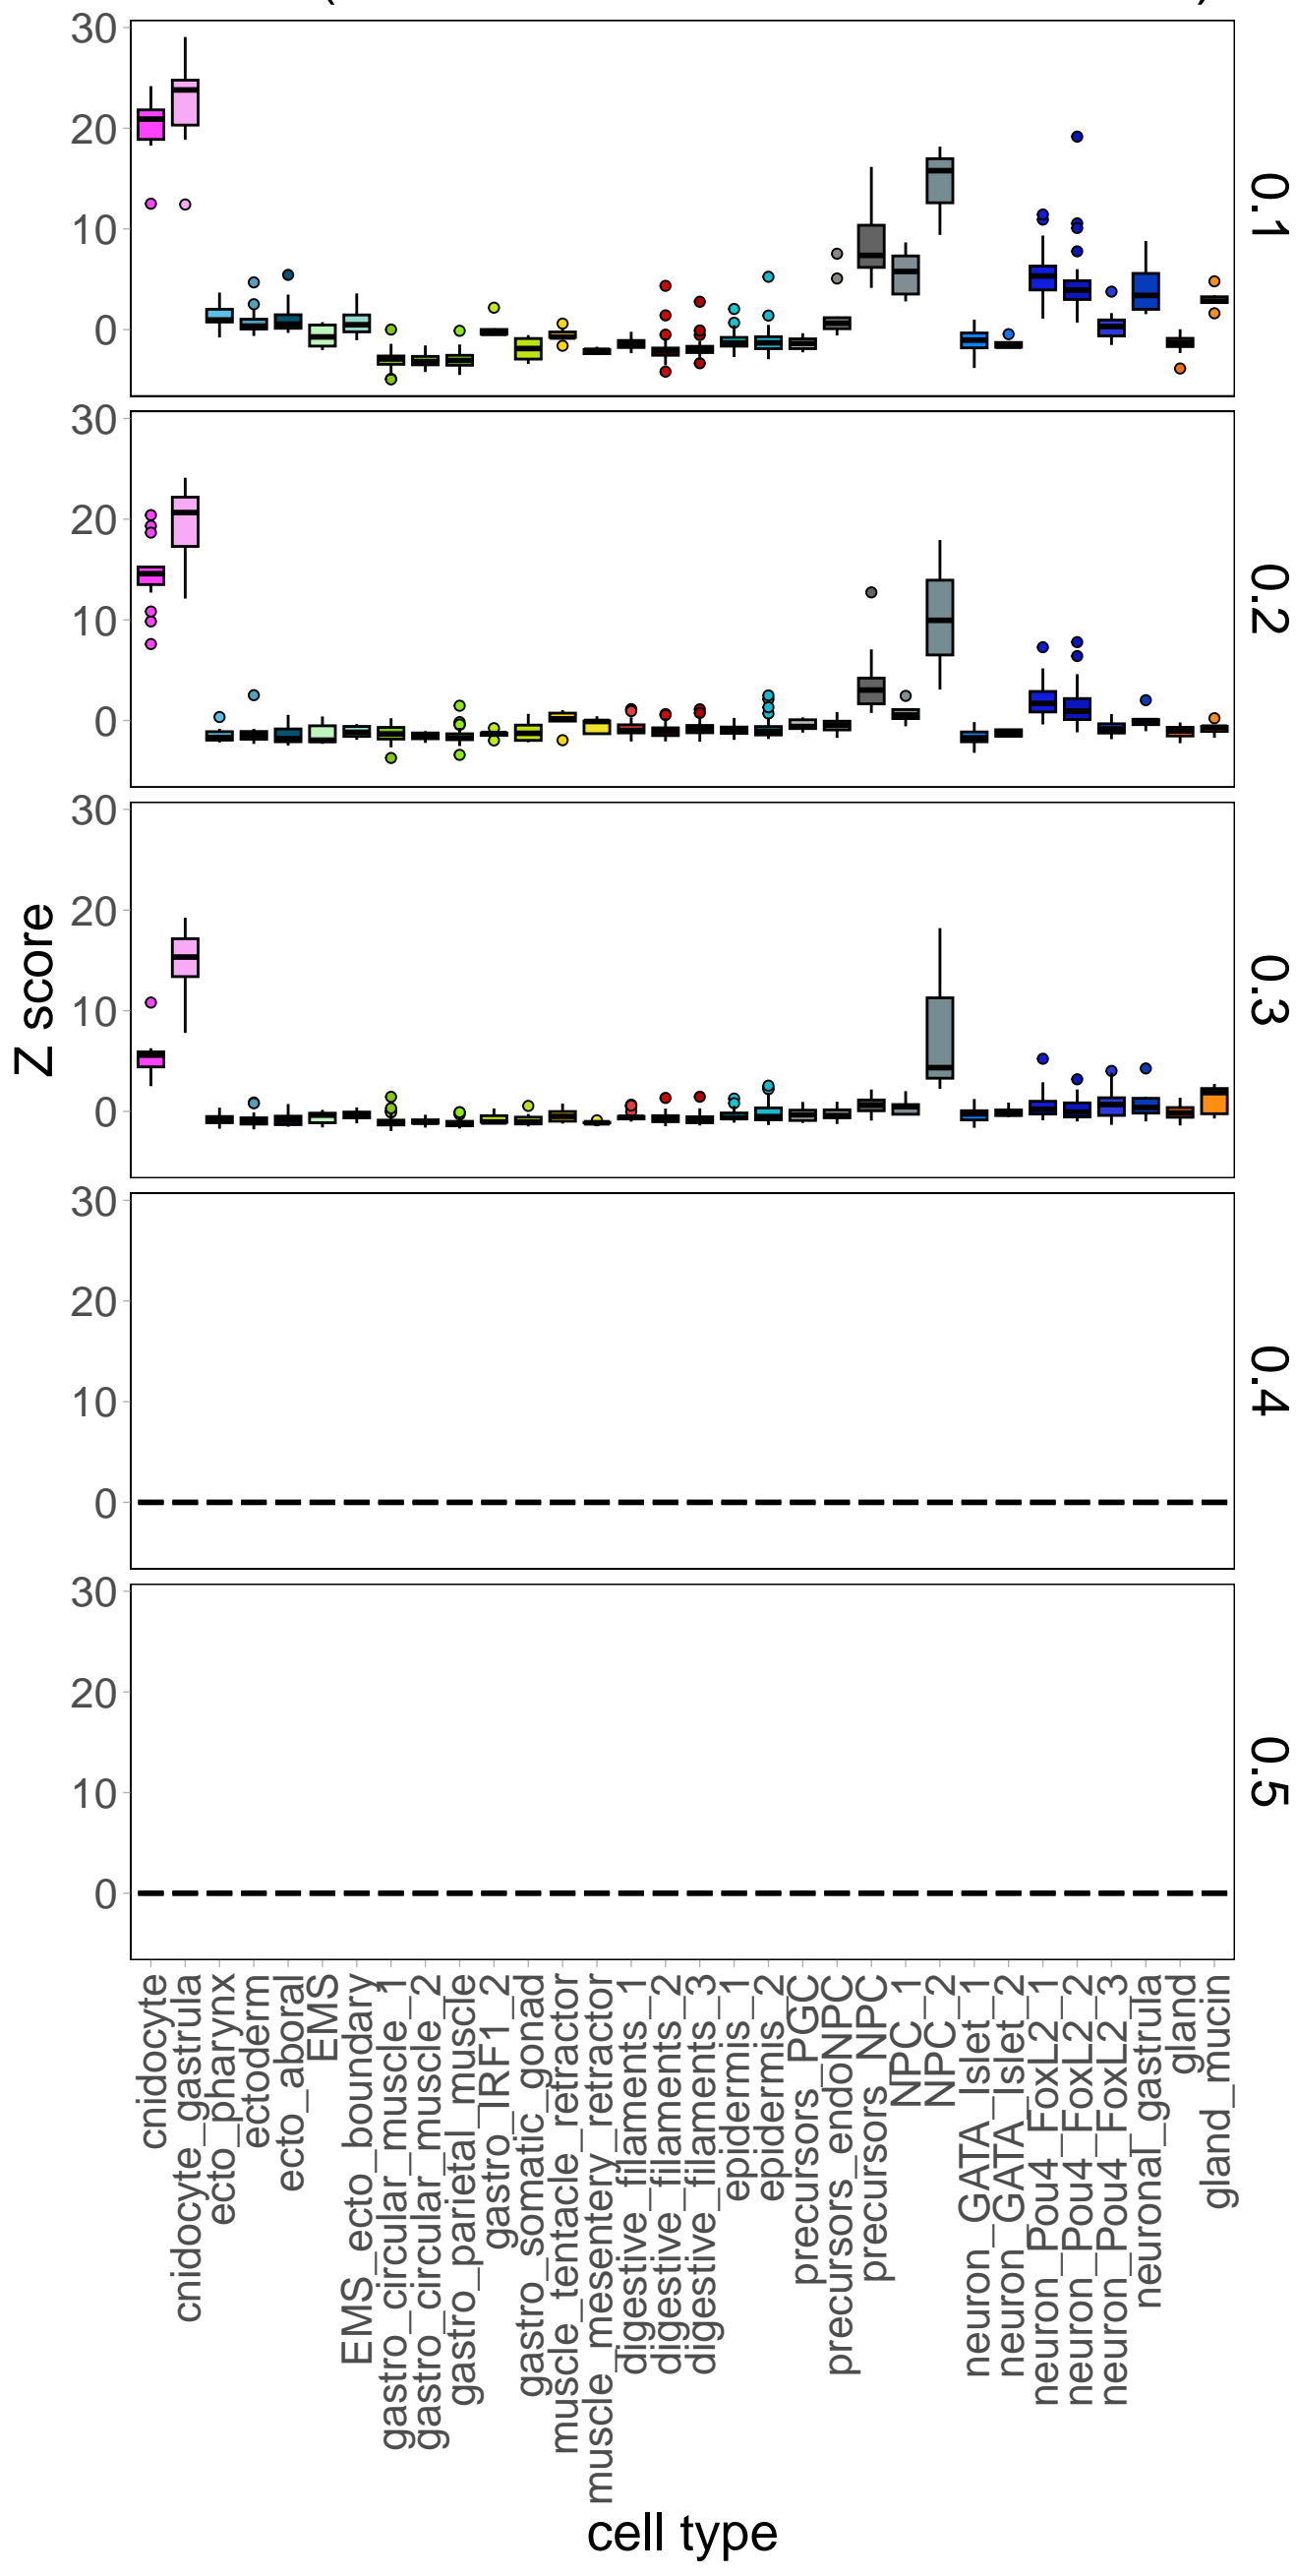 30
20
10
0
0.1
30
20
10
0
0.2
30
20
10
0
0.3
30
20
10
0
0.4
30
20
10
0
0.5
Z score
cnidocyte
cnidocyte_gastrula
ecto_pharynx
ectoderm
ecto_aboral
EMS
EMS_ecto_boundary
gastro_circular_muscle_1
gastro_circular_muscle_2
gastro_parietal_muscle
gastro_IRF1_2
gastro_somatic_gonad
muscle_tentacle_retractor
muscle_mesentery_retractor
digestive_filaments_1
digestive_filaments_2
digestive_filaments_3
epidermis_1
epidermis_2
precursors_PGC
precursors_endoNPC
precursors_NPC
NPC_1
NPC_2
neuron_GATA_Islet_1
neuron_GATA_Islet_2
neuron_Pou4_FoxL2_1
neuron_Pou4_FoxL2_2
neuron_Pou4_FoxL2_3
neuronal_gastrula
gland
gland_mucin
cell type